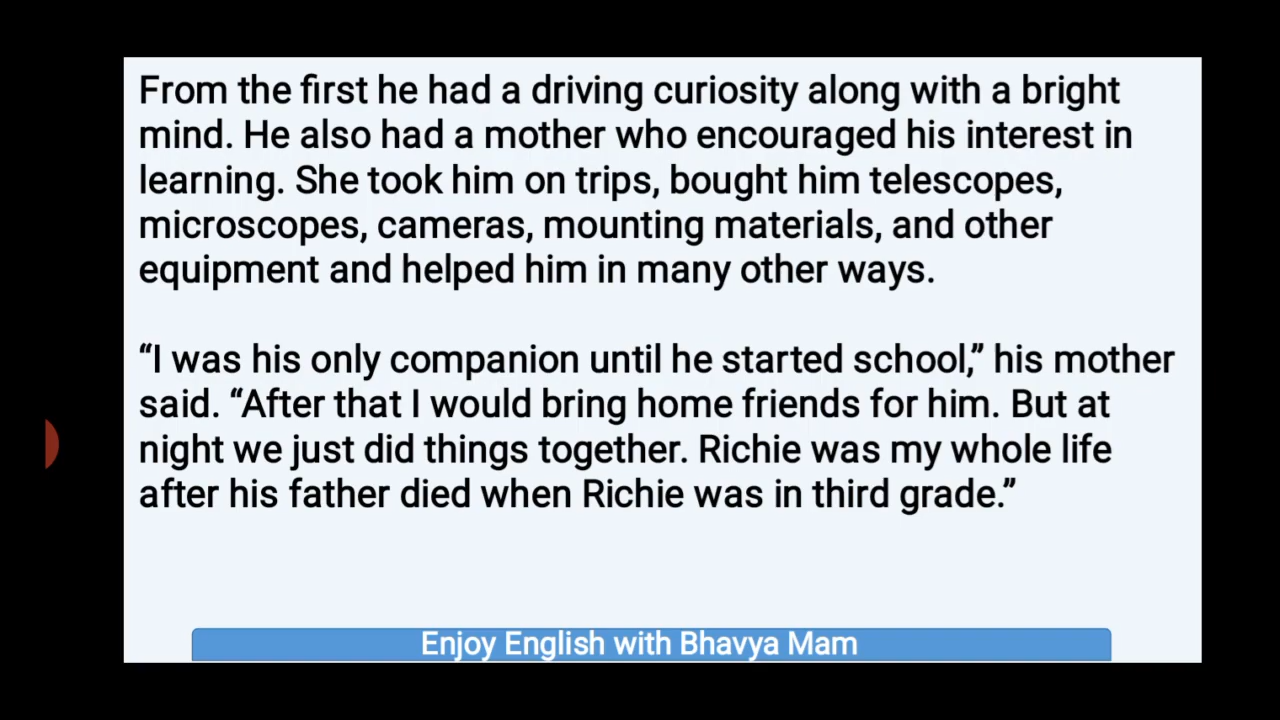 From the first he had a driving curiosity along with a bright
mind. He also had a mother who encouraged his interest in
learning. She took him on trips, bought him telescopes,
microscopes, cameras, mounting materials, and other
equipment and helped him in many other ways.
“I was his only companion until he started school,” his mother
said. “After that I would bring home friends for him. But at
night we just did things together. Richie was my whole life
after his father died when Richie was in third grade.”
Enjoy English with Bhavya Mam